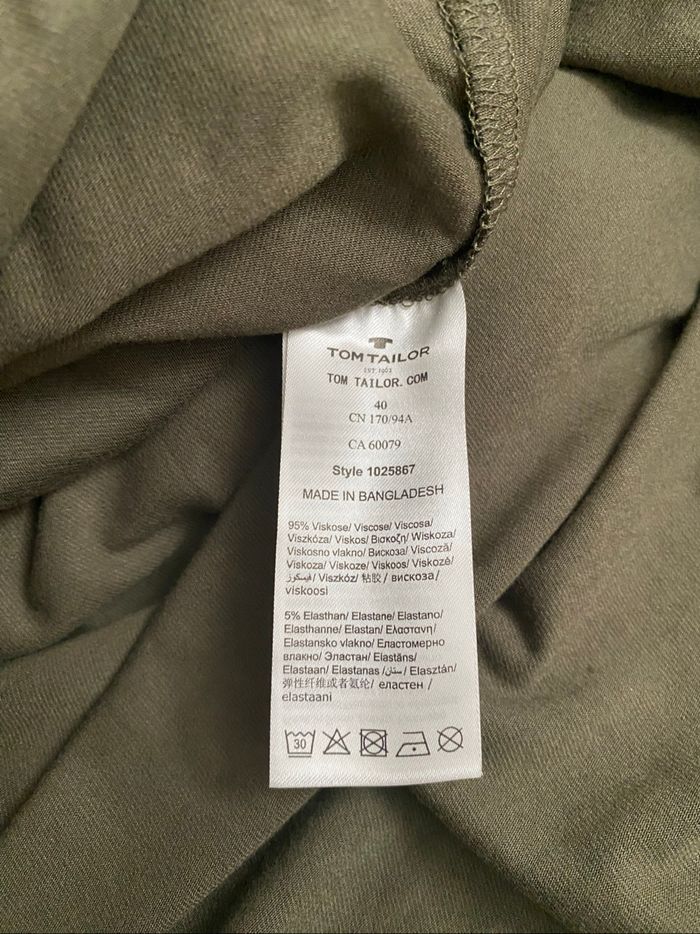 TOM TAILOR
EST. 1962
TOM TAILOR.COM
40
CN 170/94A
CA 60079
Style 1025867
MADE IN BANGLADESH
95% Viskose/ Viscose/ Viscosa/
Viszkóza/ Viskos/ Βισκοζη/ Wiskoza/
Viskosno vlakno/ Вискоза/ Viscoză/
Viskoza/ Viskoze/ Viskoos/ Viskozė/
فيسكوز/ Viszkóz/ 粘胶 / вискоза/
viskoosi
5% Elasthan/ Elastane/ Elastano/
Elasthanne/ Elastan/ Ελαστανη/
Elastansko vlakno/ Еластомерно
влакно/ Эластан/ Elastāns/
Elastaan/ Elastanas / Elasztán/
弹性纤维或者氨纶/ еластен /
elastaani
30